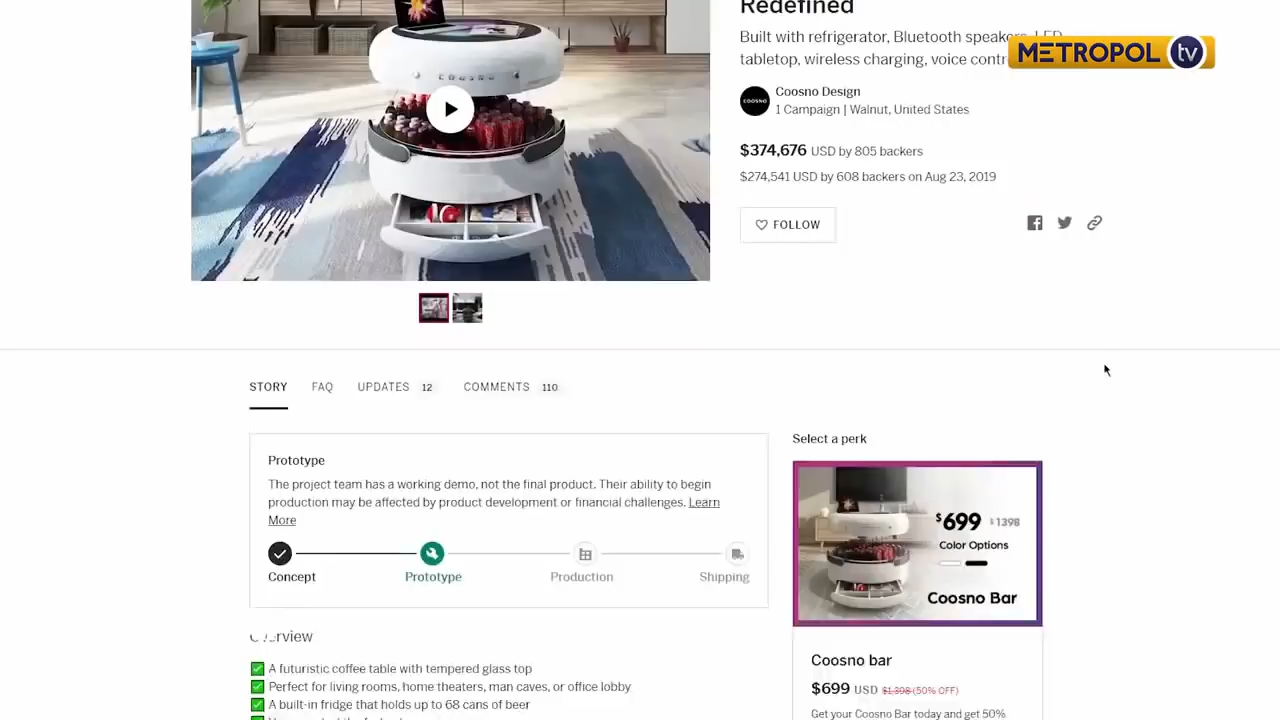 Redefined
Built with refrigerator, Bluetooth speakers, LED
tabletop, wireless charging, voice contr
METROPOL tv
COOSNO
Coosno Design
1 Campaign | Walnut, United States
$374,676 USD by 805 backers
$274,541 USD by 608 backers on Aug 23, 2019
FOLLOW
COOSNO
STORY FAQ UPDATES 12 COMMENTS 110
Prototype
The project team has a working demo, not the final product. Their ability to begin
production may be affected by product development or financial challenges. Learn
More
Concept Prototype Production Shipping
Overview
A futuristic coffee table with tempered glass top
Perfect for living rooms, home theaters, man caves, or office lobby
A built-in fridge that holds up to 68 cans of beer
Select a perk
$699 $1398
Color Options
Coosno Bar
Coosno bar
$699 USD $1,398 (50% OFF)
Get your Coosno Bar today and get 50%